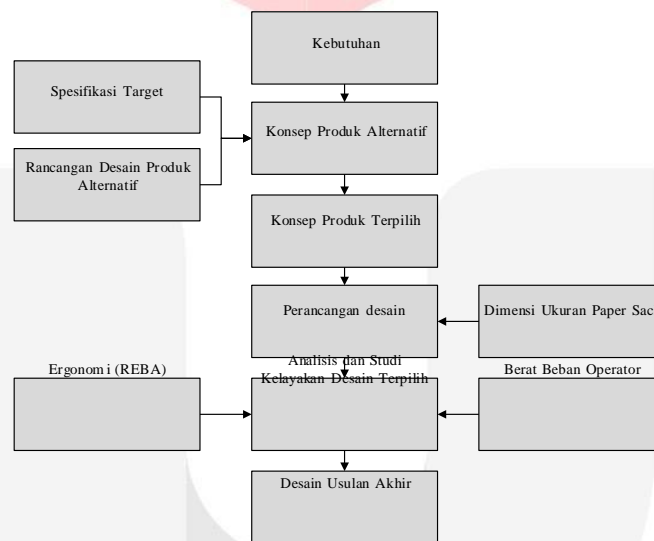 Kebutuhan
Spesifikasi Target
Konsep Produk Alternatif
Rancangan Desain Produk
Alternatif
Konsep Produk Terpilih
Perancangan desain
Dimensi Ukuran Paper Sac
Analisis dan Studi
Kelayakan Desain Terpilih
Ergonomi (REBA)
Berat Beban Operator
Desain Usulan Akhir